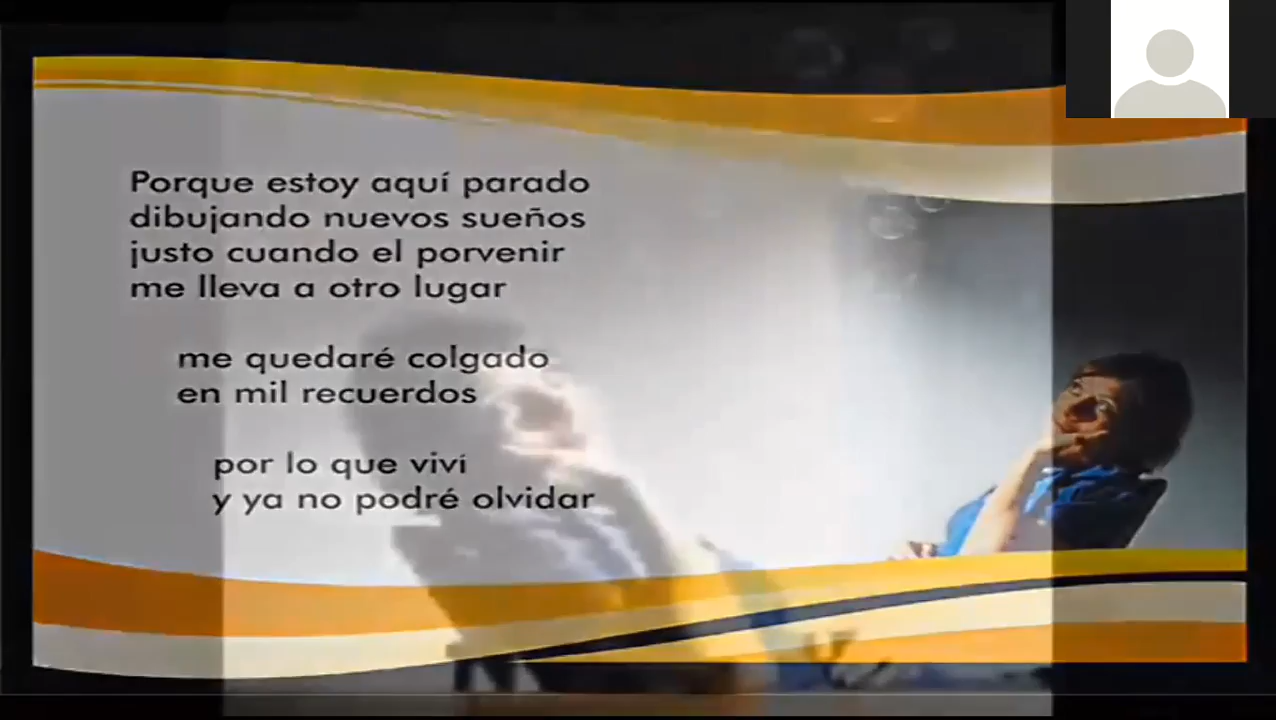 Porque estoy aquí parado
dibujando nuevos sueños
justo cuando el porvenir
me lleva a otro lugar
me quedaré colgado
en mil recuerdos
por lo que viví
y ya no podré olvidar